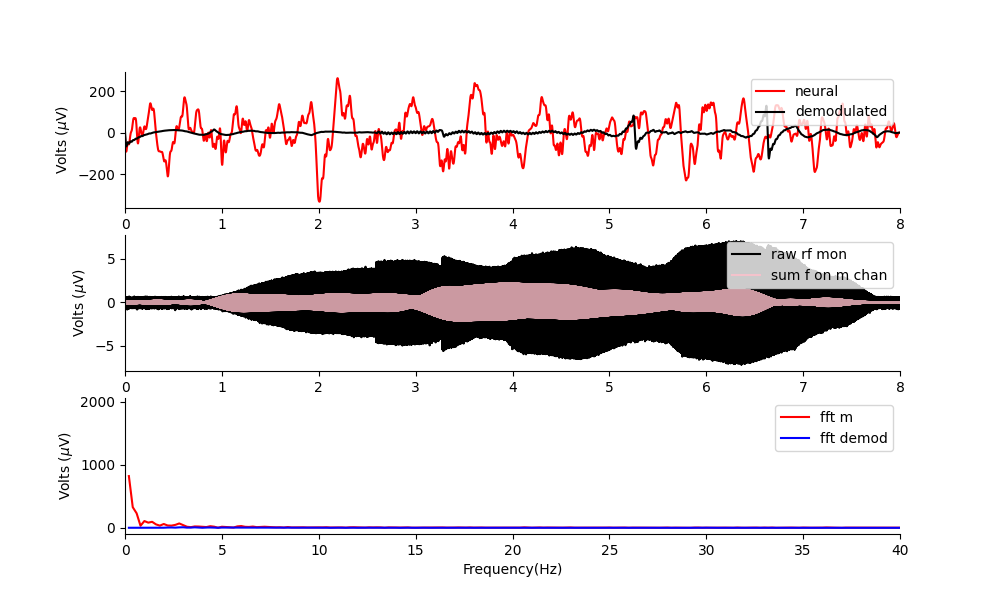 Volts (μV)
200
0
−200
neural
demodulated
0 1 2 3 4 5 6 7 8
Volts (μV)
5
0
−5
raw rf mon
sum f on m chan
0 1 2 3 4 5 6 7 8
Volts (μV)
2000
1000
0
fft m
fft demod
0 5 10 15 20 25 30 35 40
Frequency(Hz)